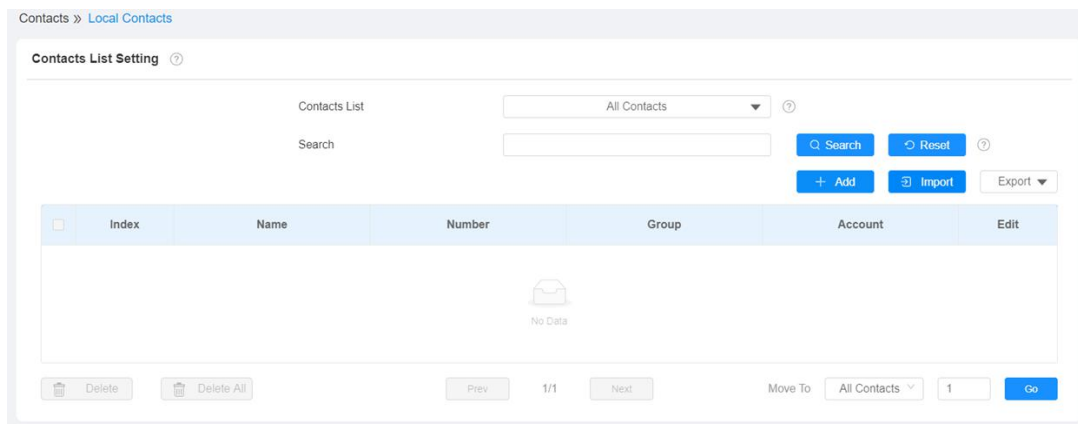 Contacts » Local Contacts
Contacts List Setting ?
Contacts List All Contacts ?
Search Search Reset ?
+ Add Import Export
Index Name Number Group Account Edit
No Data
Delete Delete All Prev 1/1 Next Move To All Contacts 1 Go